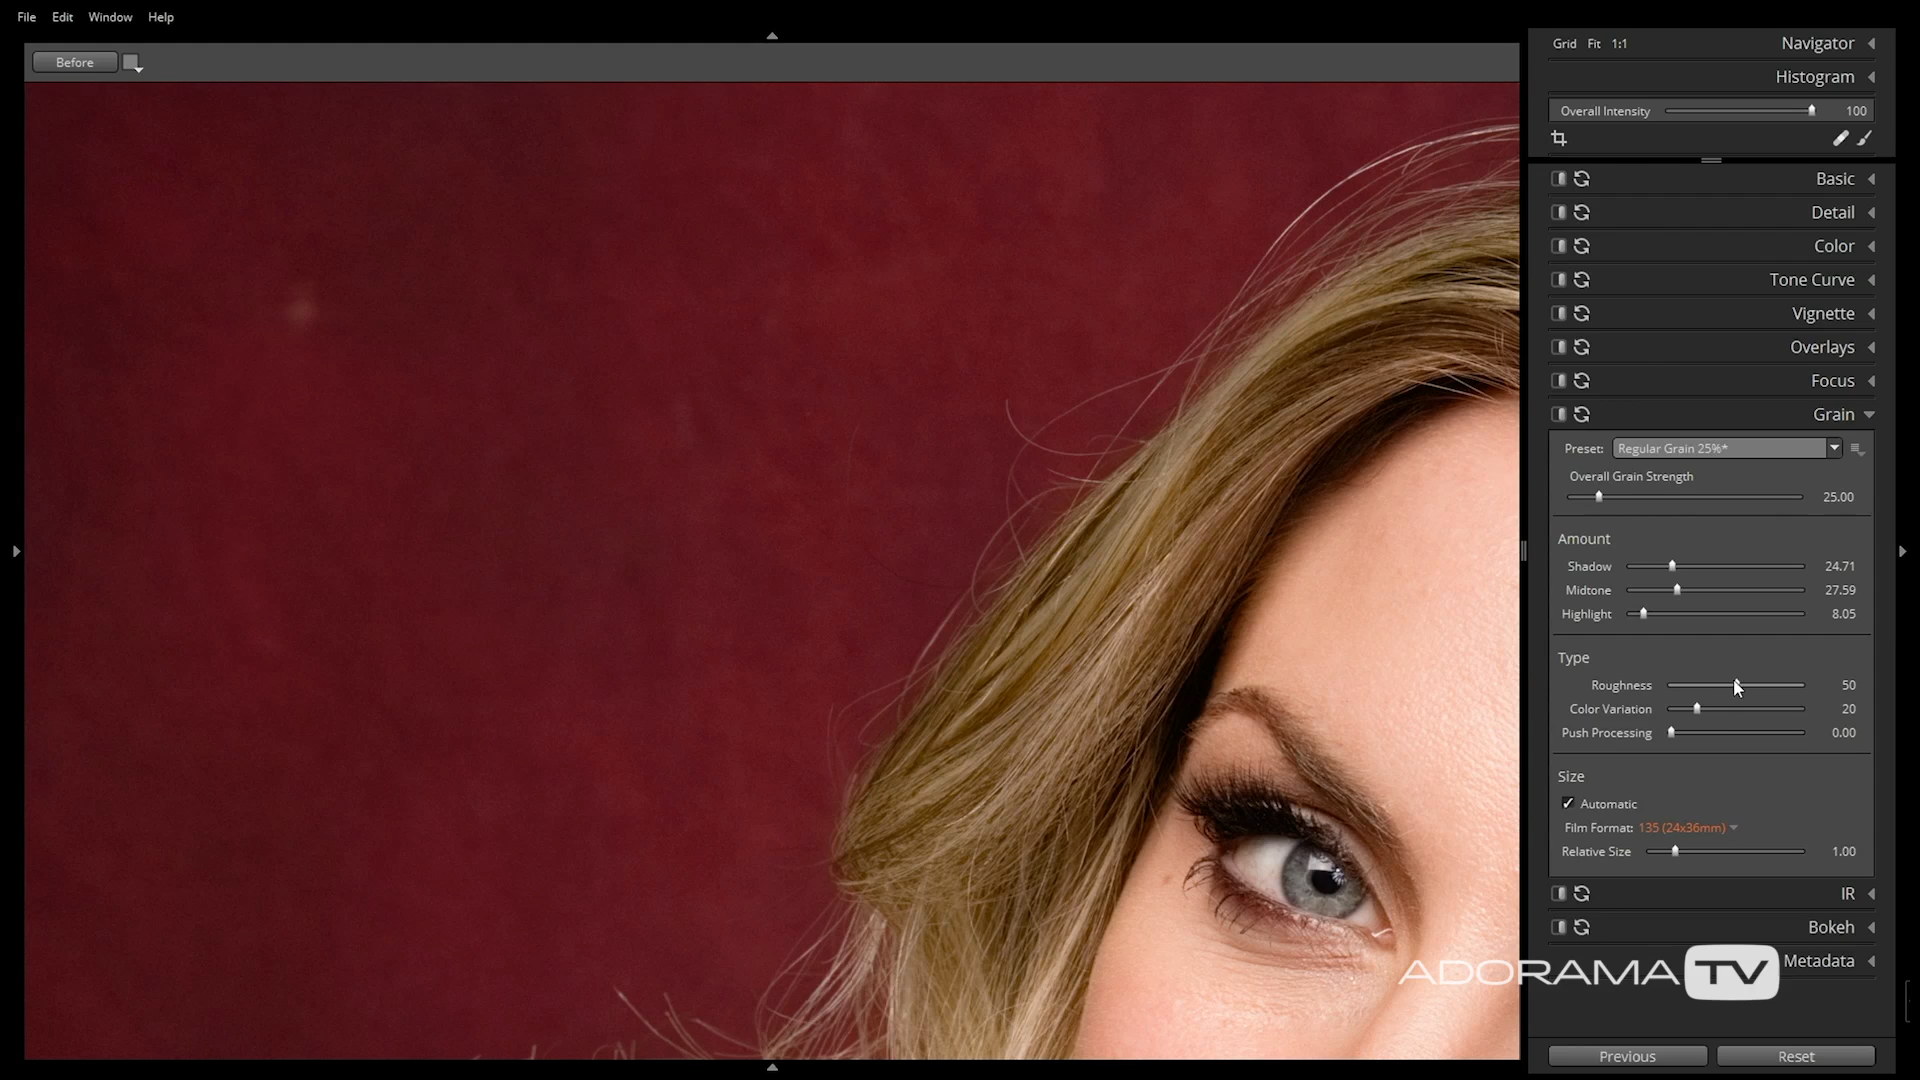 File Edit Window Help
Before
Grid Fit 1:1 Navigator
Histogram
Overall Intensity 100
Basic
Detail
Color
Tone Curve
Vignette
Overlays
Focus
Grain
Preset: Regular Grain 25%*
Overall Grain Strength
25.00
Amount
Shadow 24.71
Midtone 27.59
Highlight 8.05
Type
Roughness 50
Color Variation 20
Push Processing 0.00
Size
Automatic
Film Format: 135 (24x36mm)
Relative Size 1.00
IR
Bokeh
Metadata
ADORAMA TV
Previous Reset